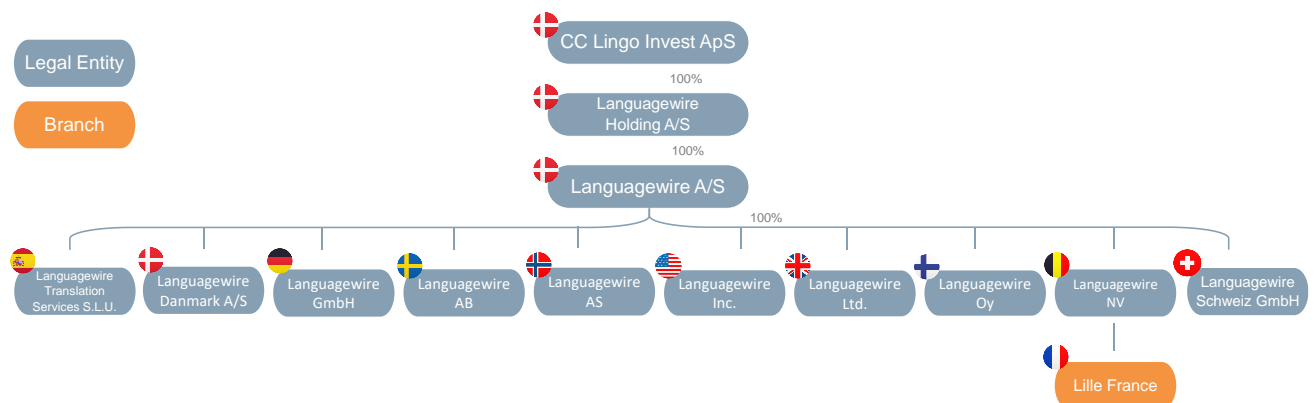 CC Lingo Invest ApS
Legal Entity
100%
Languagewire
Holding A/S
Branch
100%
Languagewire A/S
100%
Languagewire
Translation
Services S.L.U.
Languagewire
Danmark A/S
Languagewire
GmbH
Languagewire
AB
Languagewire
AS
Languagewire
Inc.
Languagewire
Ltd.
Languagewire
Oy
Languagewire
NV
Languagewire
Schweiz GmbH
Lille France